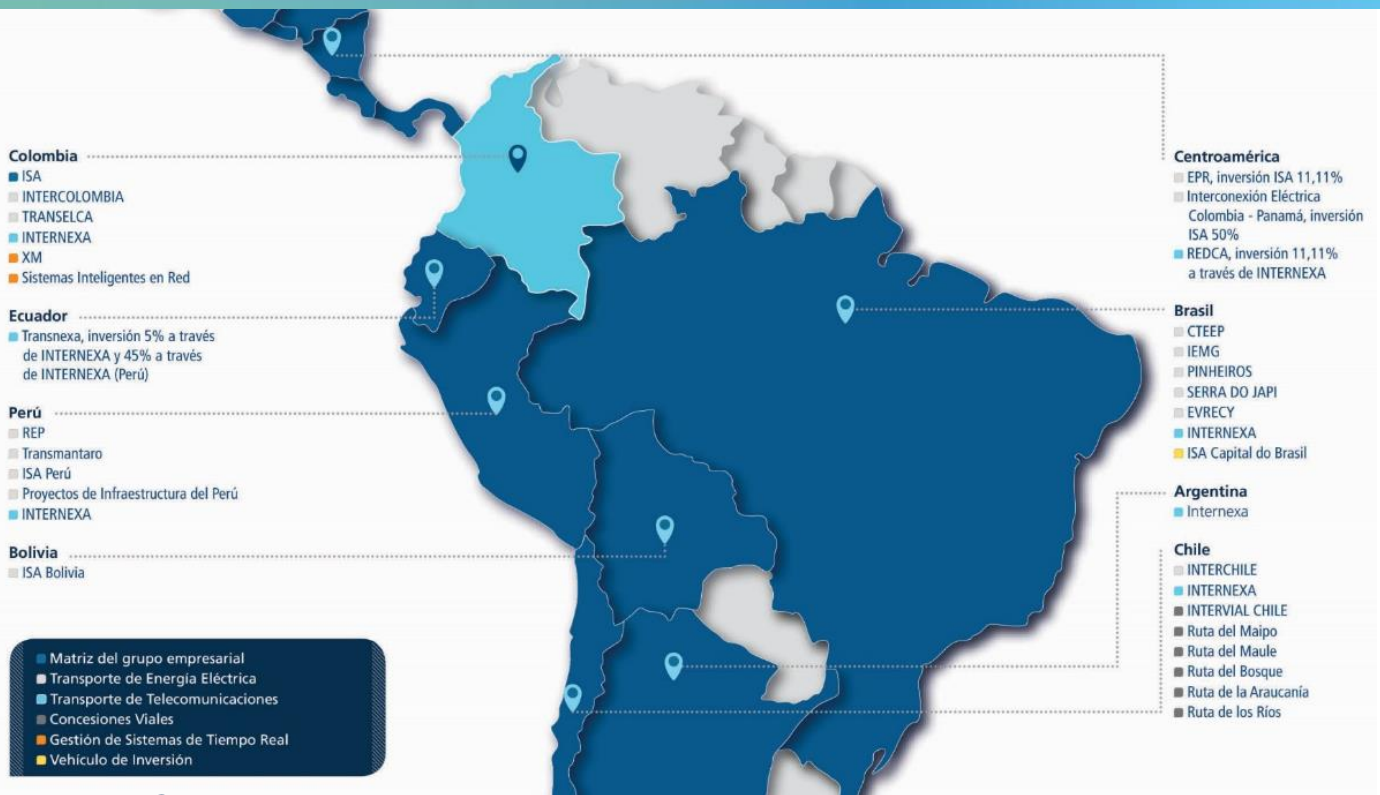 Colombia
ISA
INTERCOLOMBIA
TRANSELCA
INTERNEXA
XM
Sistemas Inteligentes en Red
Ecuador
Transnexa, inversión 5% a través
de INTERNEXA y 45% a través
de INTERNEXA (Perú)
Perú
REP
Transmantaro
ISA Perú
Proyectos de Infraestructura del Perú
INTERNEXA
Bolivia
ISA Bolivia
Matriz del grupo empresarial
Transporte de Energía Eléctrica
Transporte de Telecomunicaciones
Concesiones Viales
Gestión de Sistemas de Tiempo Real
Vehículo de Inversión
Centroamérica
EPR, inversión ISA 11,11%
Interconexión Eléctrica
Colombia - Panamá, inversión
ISA 50%
REDCA, inversión 11,11%
a través de INTERNEXA
Brasil
CTEEP
IEMG
PINHEIROS
SERRA DO JAPI
EVRECY
INTERNEXA
ISA Capital do Brasil
Argentina
Internexa
Chile
INTERCHILE
INTERNEXA
INTERVIAL CHILE
Ruta del Maipo
Ruta del Maule
Ruta del Bosque
Ruta de la Araucanía
Ruta de los Ríos